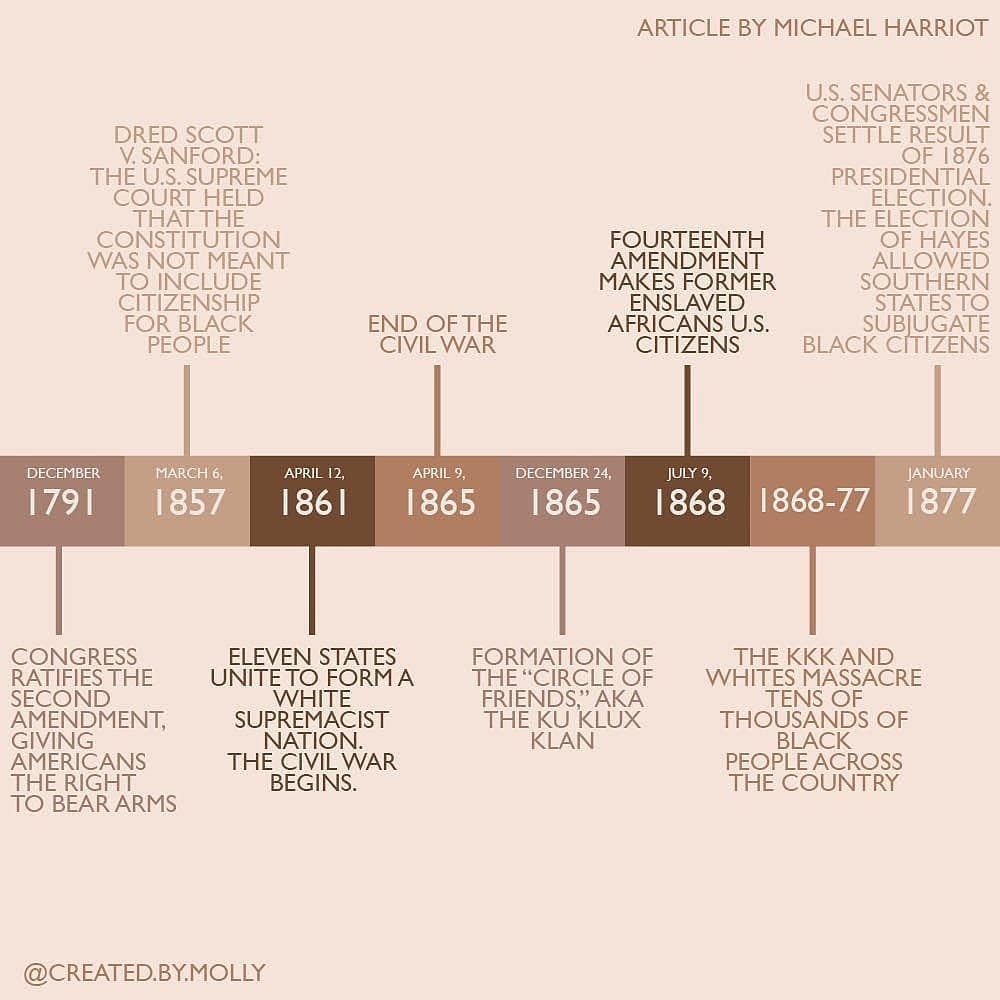 ARTICLE BY MICHAEL HARRIOT
DRED SCOTT
V. SANFORD:
THE U.S. SUPREME
COURT HELD
THAT THE
CONSTITUTION
WAS NOT MEANT
TO INCLUDE
CITIZENSHIP
FOR BLACK
PEOPLE
END OF THE
CIVIL WAR
FOURTEENTH
AMENDMENT
MAKES FORMER
ENSLAVED
AFRICANS U.S.
CITIZENS
U.S. SENATORS &
CONGRESSMEN
SETTLE RESULT
OF 1876
PRESIDENTIAL
ELECTION.
THE ELECTION
OF HAYES
ALLOWED
SOUTHERN
STATES TO
SUBJUGATE
BLACK CITIZENS
DECEMBER
1791
MARCH 6,
1857
APRIL 12,
1861
APRIL 9,
1865
DECEMBER 24,
1865
JULY 9,
1868
1868-77
JANUARY
1877
CONGRESS
RATIFIES THE
SECOND
AMENDMENT,
GIVING
AMERICANS
THE RIGHT
TO BEAR ARMS
ELEVEN STATES
UNITE TO FORM A
WHITE
SUPREMACIST
NATION.
THE CIVIL WAR
BEGINS.
FORMATION OF
THE “CIRCLE OF
FRIENDS,” AKA
THE KU KLUX
KLAN
THE KKK AND
WHITES MASSACRE
TENS OF
THOUSANDS OF
BLACK
PEOPLE ACROSS
THE COUNTRY
@CREATED.BY.MOLLY